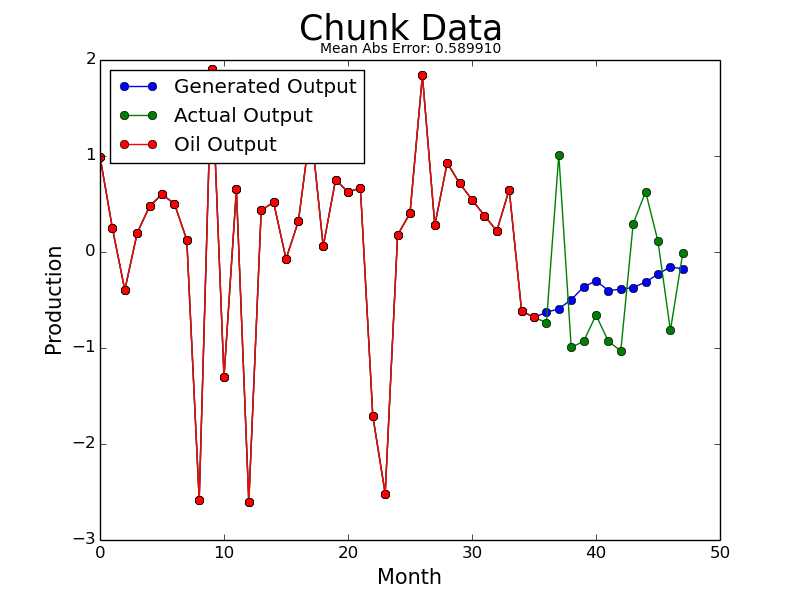 Chunk Data
Mean Abs Error: 0.589910
2
1
0
−1
−2
−3
Production
Generated Output
Actual Output
Oil Output
0 10 20 30 40 50
Month